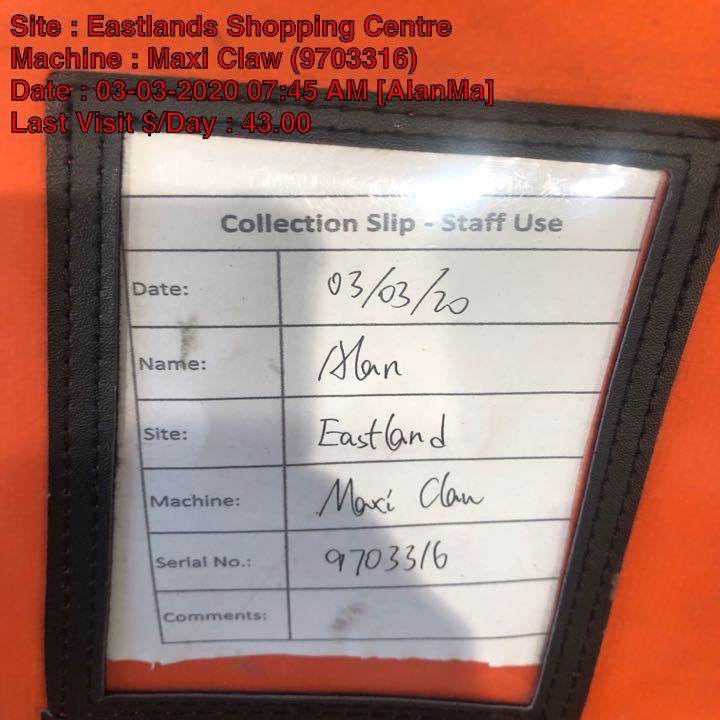 Site : Eastlands Shopping Centre
Machine : Maxi Claw (9703316)
Date : 03-03-2020 07:45 AM [AlanMa]
Last Visit $/Day : 43.00
Collection Slip - Staff Use
Date: 03/03/20
Name: Alan
Site: Eastland
Machine: Maxi Claw
Serial No.: 9703316
Comments: